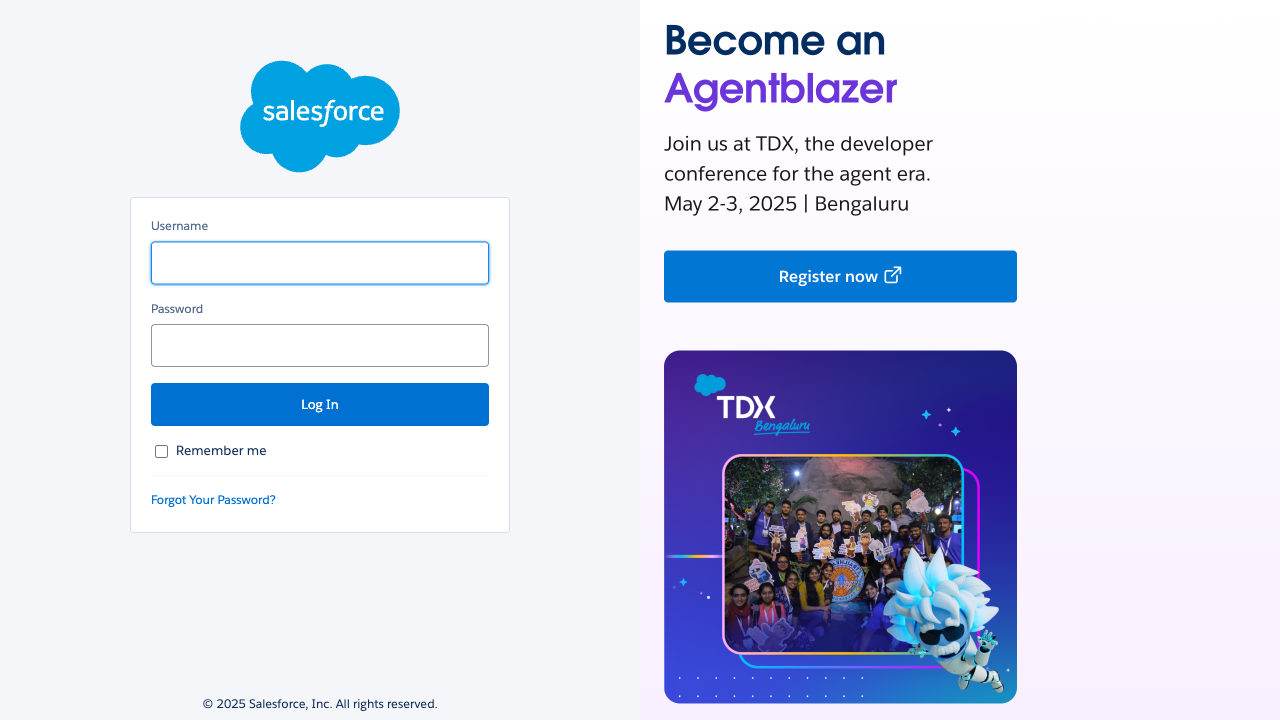 salesforce
Username
Password
Log In
Remember me
Forgot Your Password?
© 2025 Salesforce, Inc. All rights reserved.
Become an
Agentblazer
Join us at TDX, the developer
conference for the agent era.
May 2-3, 2025 | Bengaluru
Register now
TDX
Bengaluru